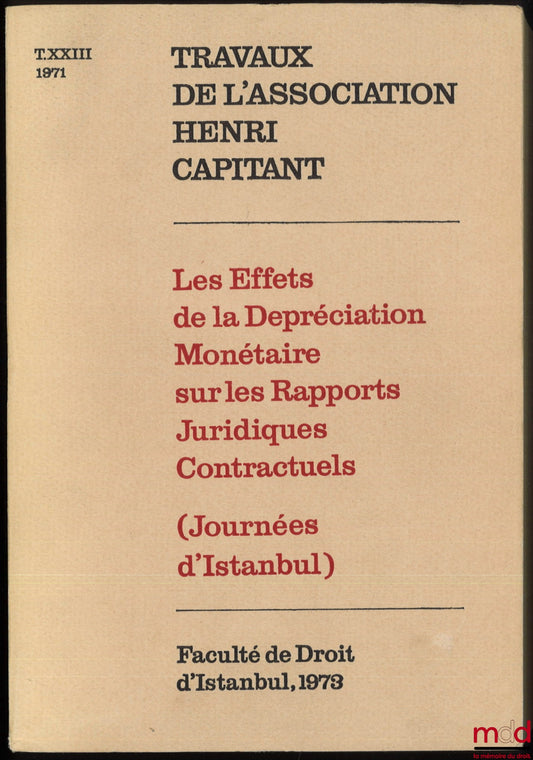 T.XXIII
1971
TRAVAUX
DE L'ASSOCIATION
HENRI
CAPITANT
Les Effets
de la Depréciation
Monétaire
sur les Rapports
Juridiques
Contractuels
(Journées
d'Istanbul)
Faculté de Droit
d'Istanbul, 1973
mdd
la mémoire du droit